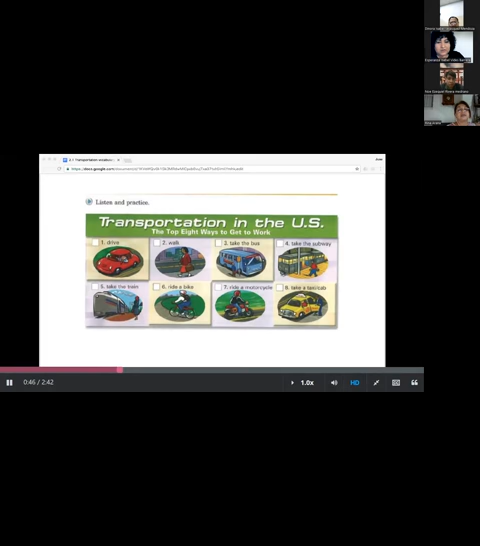 Listen and practice.
Transportation in the U.S.
The Top Eight Ways to Get to Work
1. drive
2. walk
3. take the bus
4. take the subway
5. take the train
6. ride a bike
7. ride a motorcycle
8. take a taxi/cab
0:46 / 2:42
1.0x
HD